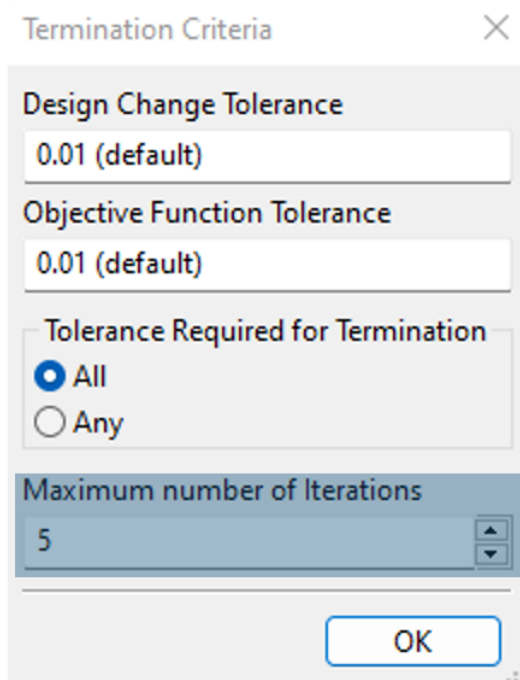 Termination Criteria
Design Change Tolerance
0.01 (default)
Objective Function Tolerance
0.01 (default)
Tolerance Required for Termination
All
Any
Maximum number of Iterations
5
OK